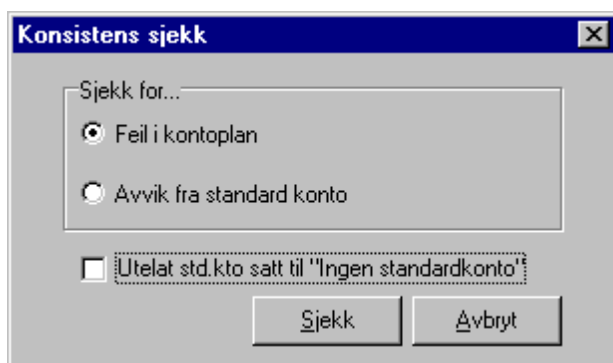 Konsistens sjekk
Sjekk for...
Feil i kontoplan
Avvik fra standard konto
Utelat std.kto satt til "Ingen standardkonto"
Sjekk
Avbryt